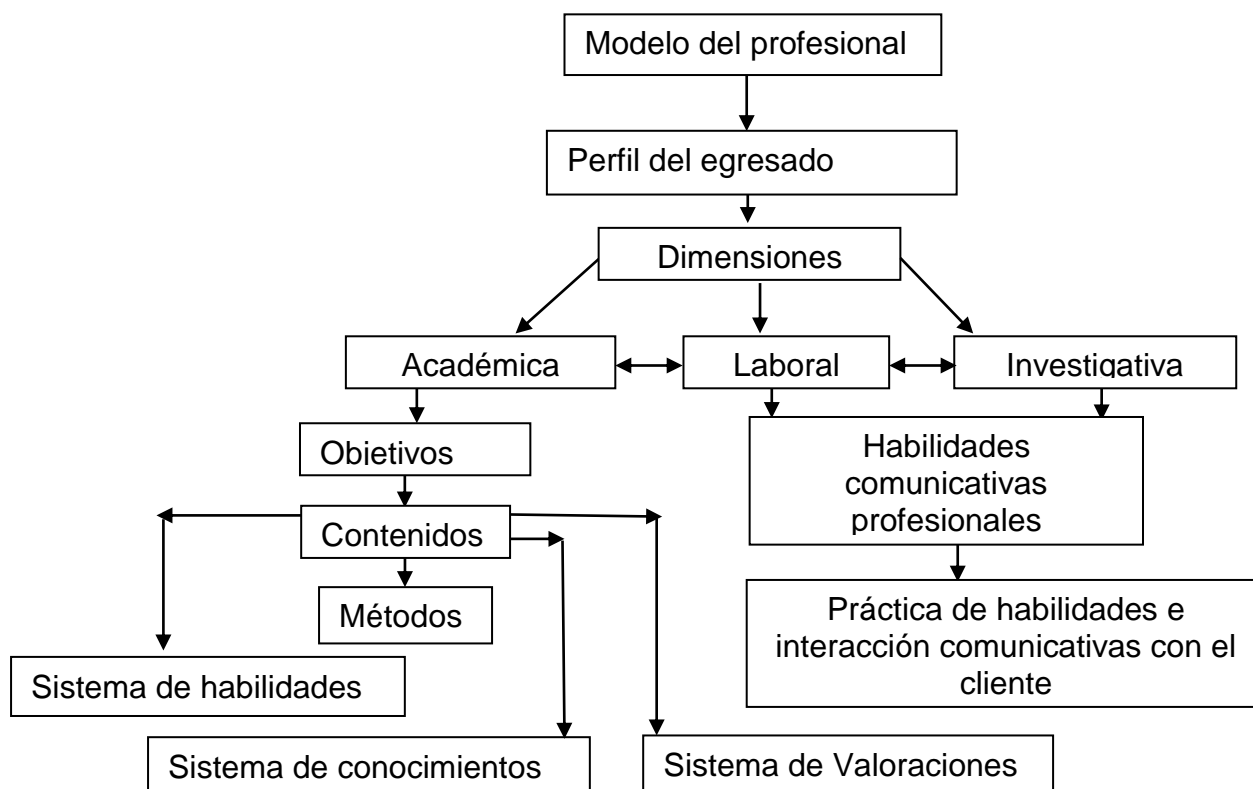 Modelo del profesional
Perfil del egresado
Dimensiones
Académica
Laboral
Investigativa
Objetivos
Habilidades
comunicativas
profesionales
Contenidos
Métodos
Práctica de habilidades e
interacción comunicativas con el
cliente
Sistema de habilidades
Sistema de conocimientos
Sistema de Valoraciones